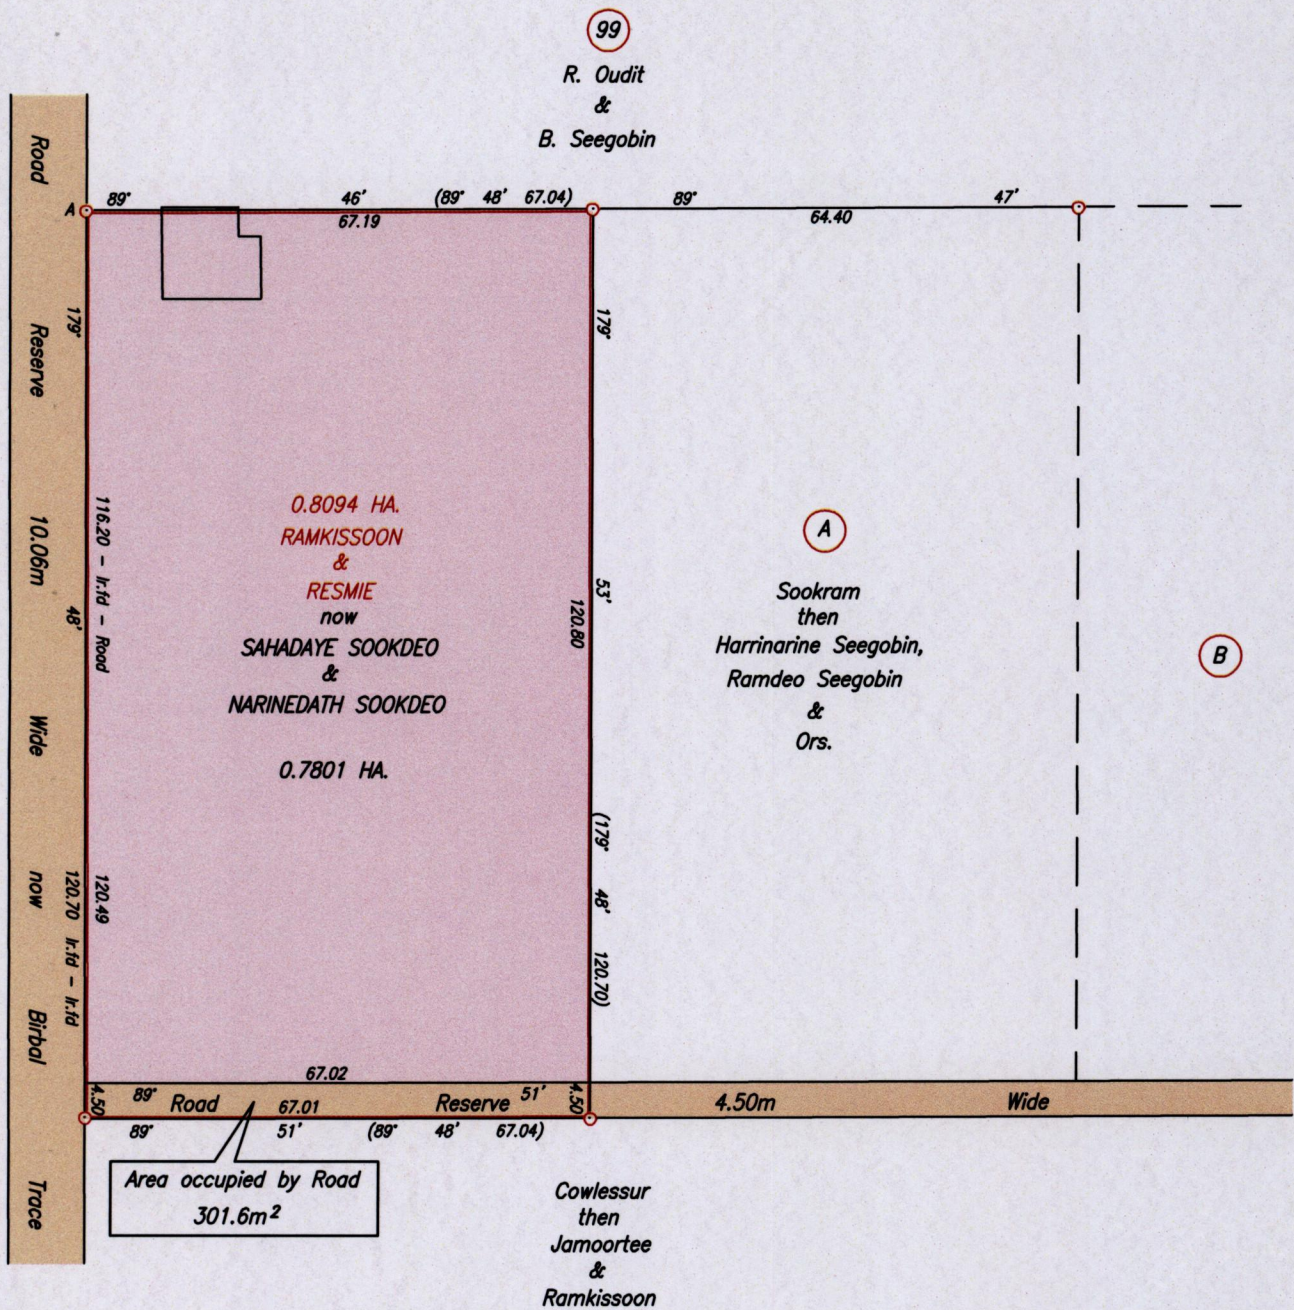 99
R. Oudit
&
B. Seegobin
Road Reserve 10.06m Wide now Birbal Trace
A
89° 46' (89° 48' 67.04)
67.19
89° 47'
64.40
179° 48'
116.20 - Ir.fd - Road
120.49
120.70 Ir.fd - Ir.fd
179° 53'
120.80
(179° 48' 120.70)
0.8094 HA.
RAMKISSOON
&
RESMIE
now
SAHADAYE SOOKDEO
&
NARINEDATH SOOKDEO
0.7801 HA.
A
Sookram
then
Harrinarine Seegobin,
Ramdeo Seegobin
&
Ors.
B
67.02
4.50
89° 51'
4.50
Road Reserve 4.50m Wide
67.01
89° 51' (89° 48' 67.04)
Area occupied by Road
301.6m²
Cowlessur
then
Jamoortee
&
Ramkissoon